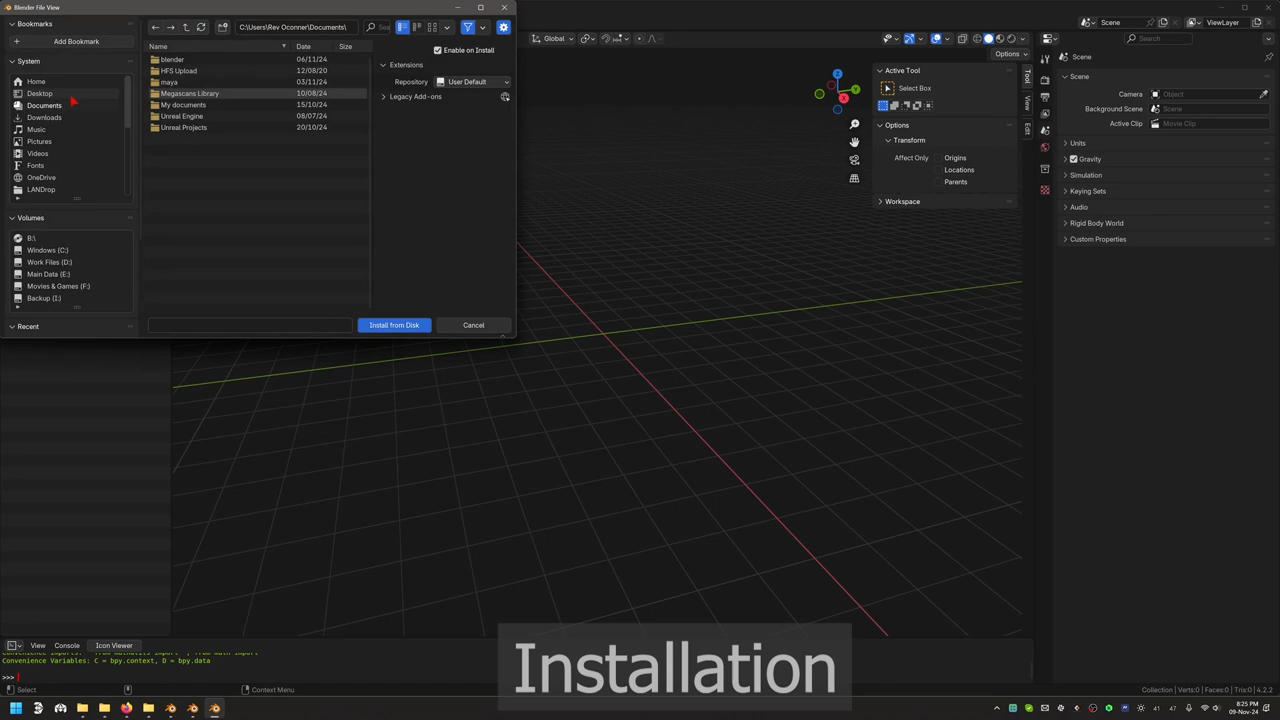 Blender File View
Bookmarks
Add Bookmark
System
Home
Desktop
Documents
Downloads
Music
Pictures
Videos
Fonts
OneDrive
LANDrop
Volumes
B:\
Windows (C:)
Work Files (D:)
Main Data (E:)
Movies & Games (F:)
Backup (I:)
Recent
C:\Users\Rev Oconner\Documents\
Name Date Size
blender 06/11/24
HFS Upload 12/08/20
maya 03/11/24
Megascans Library 10/08/24
My documents 15/10/24
Unreal Engine 08/07/24
Unreal Projects 20/10/24
Enable on Install
Extensions
Repository User Default
Legacy Add-ons
Install from Disk Cancel
Global
Options
Active Tool
Select Box
Options
Transform
Affect Only Origins
Locations
Parents
Workspace
Tool
View
Edit
Scene
ViewLayer
Search
Scene
Scene
Camera Object
Background Scene Scene
Active Clip Movie Clip
Units
Gravity
Simulation
Keying Sets
Audio
Rigid Body World
Custom Properties
View Console Icon Viewer
Convenience Variables: C = bpy.context, D = bpy.data
>>>
Installation
Select
Context Menu
Collection | Verts:0 | Faces:0 | Tris:0 | 4.2.2
41 47
8:25 PM
09-Nov-24